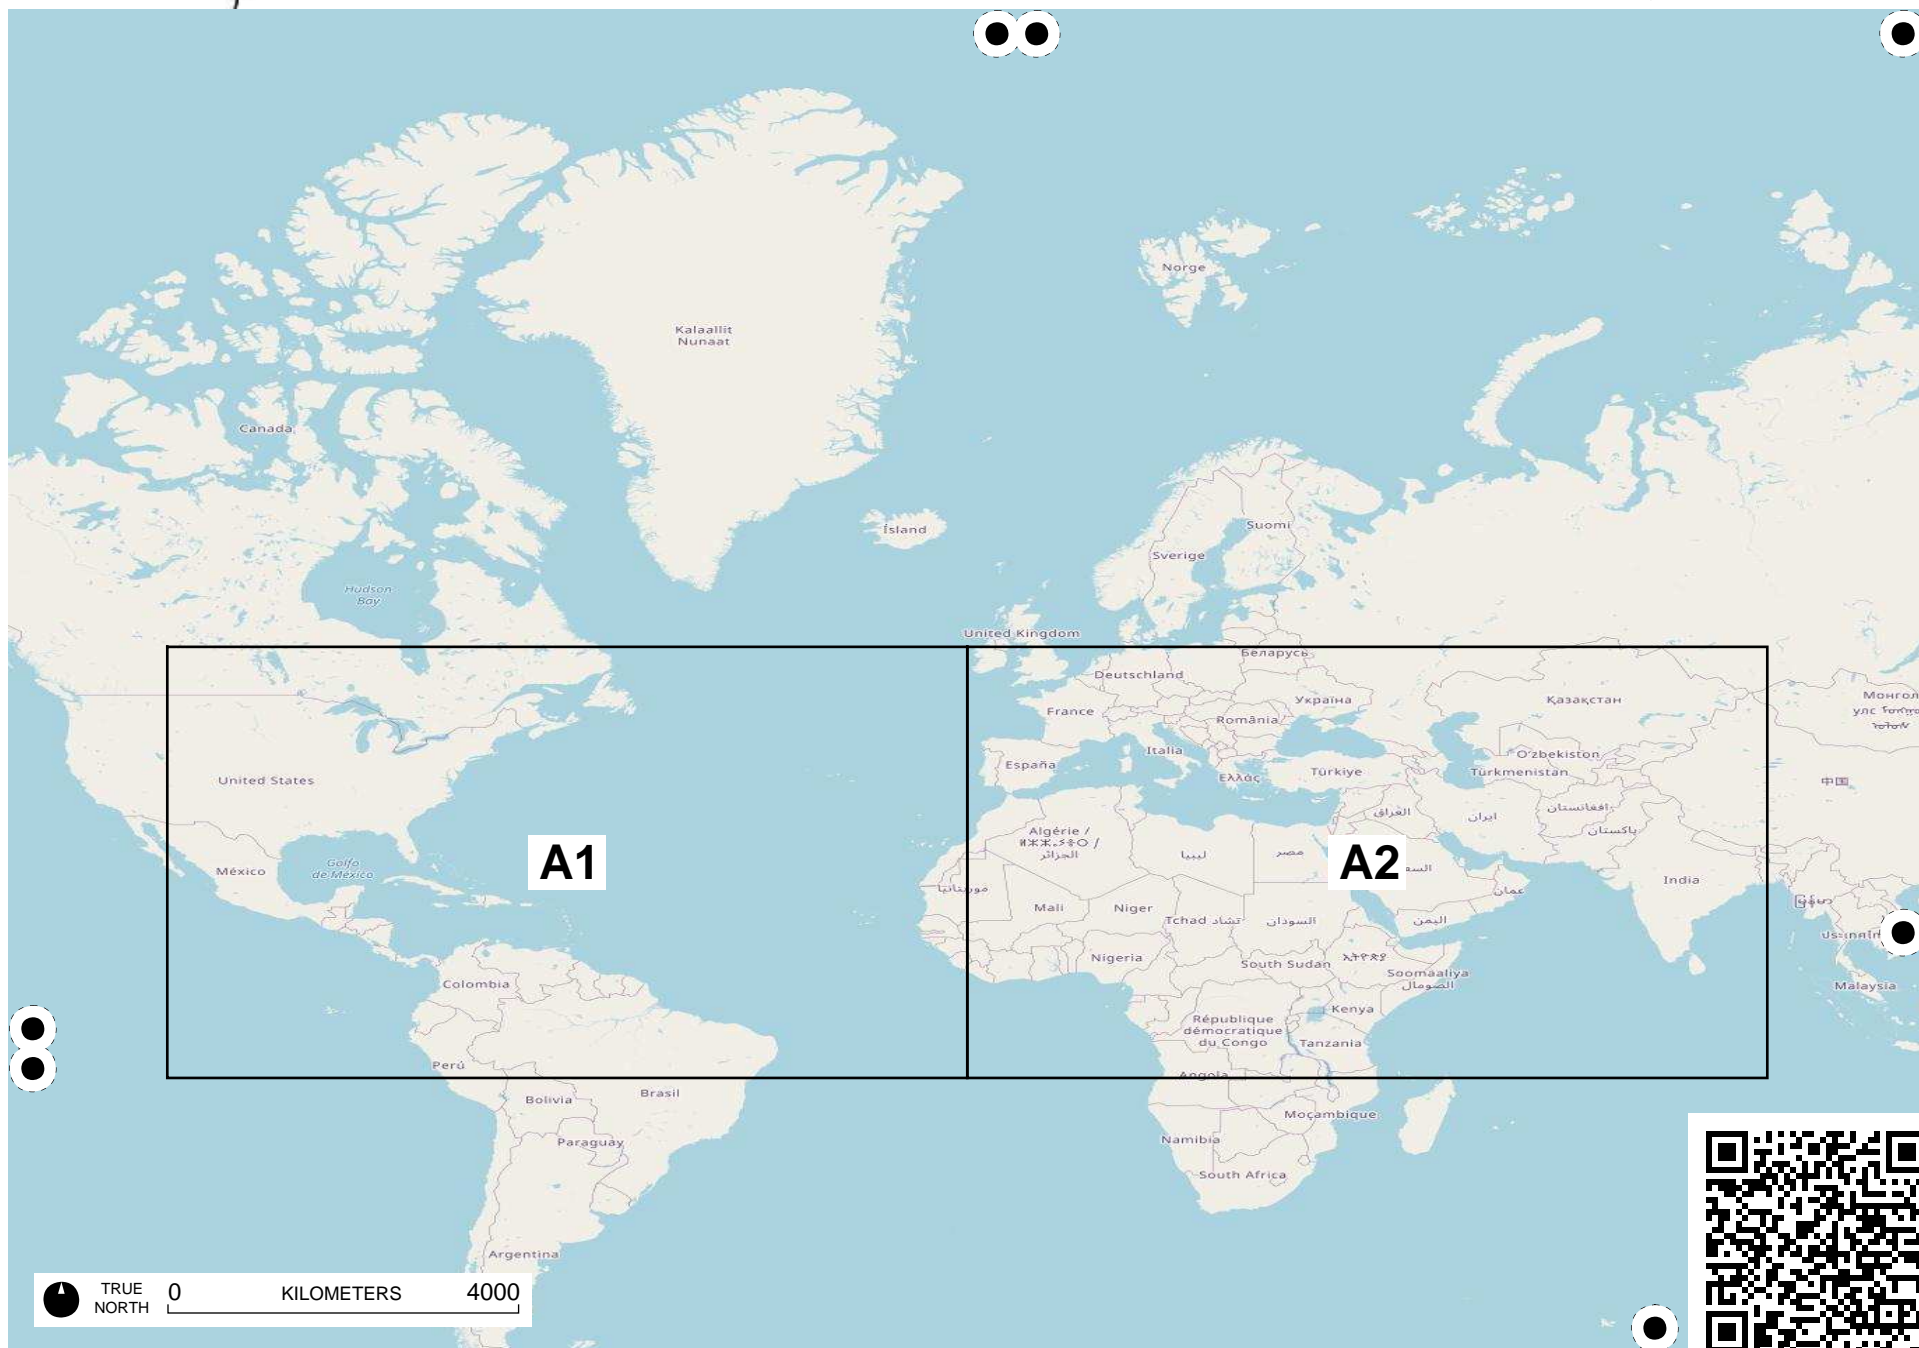 Norge
Kalaallit
Nunaat
Canada
Ísland
Suomi
Sverige
Hudson
Bay
United Kingdom
Беларусь
Deutschland
Україна
Қазақстан
France
România
Монгол
улс
Italia
España
Ελλάς
Türkiye
O'zbekiston
Türkmenistan
United States
中国
افغانستان
العراق
ایران
پاکستان
Algérie /
الجزائر
ليبيا
مصر
A1
A2
السع
México
Golfo
de México
India
موريتانيا
عمان
Mali
Niger
Tchad تشاد
السودان
اليمن
Nigeria
South Sudan
ኢትዮጵያ
Soomaaliya
الصومال
Colombia
Malaysia
Kenya
République
démocratique
du Congo
Tanzania
Perú
Angola
Bolivia
Brasil
Moçambique
Paraguay
Namibia
South Africa
Argentina
TRUE
NORTH
0 KILOMETERS 4000